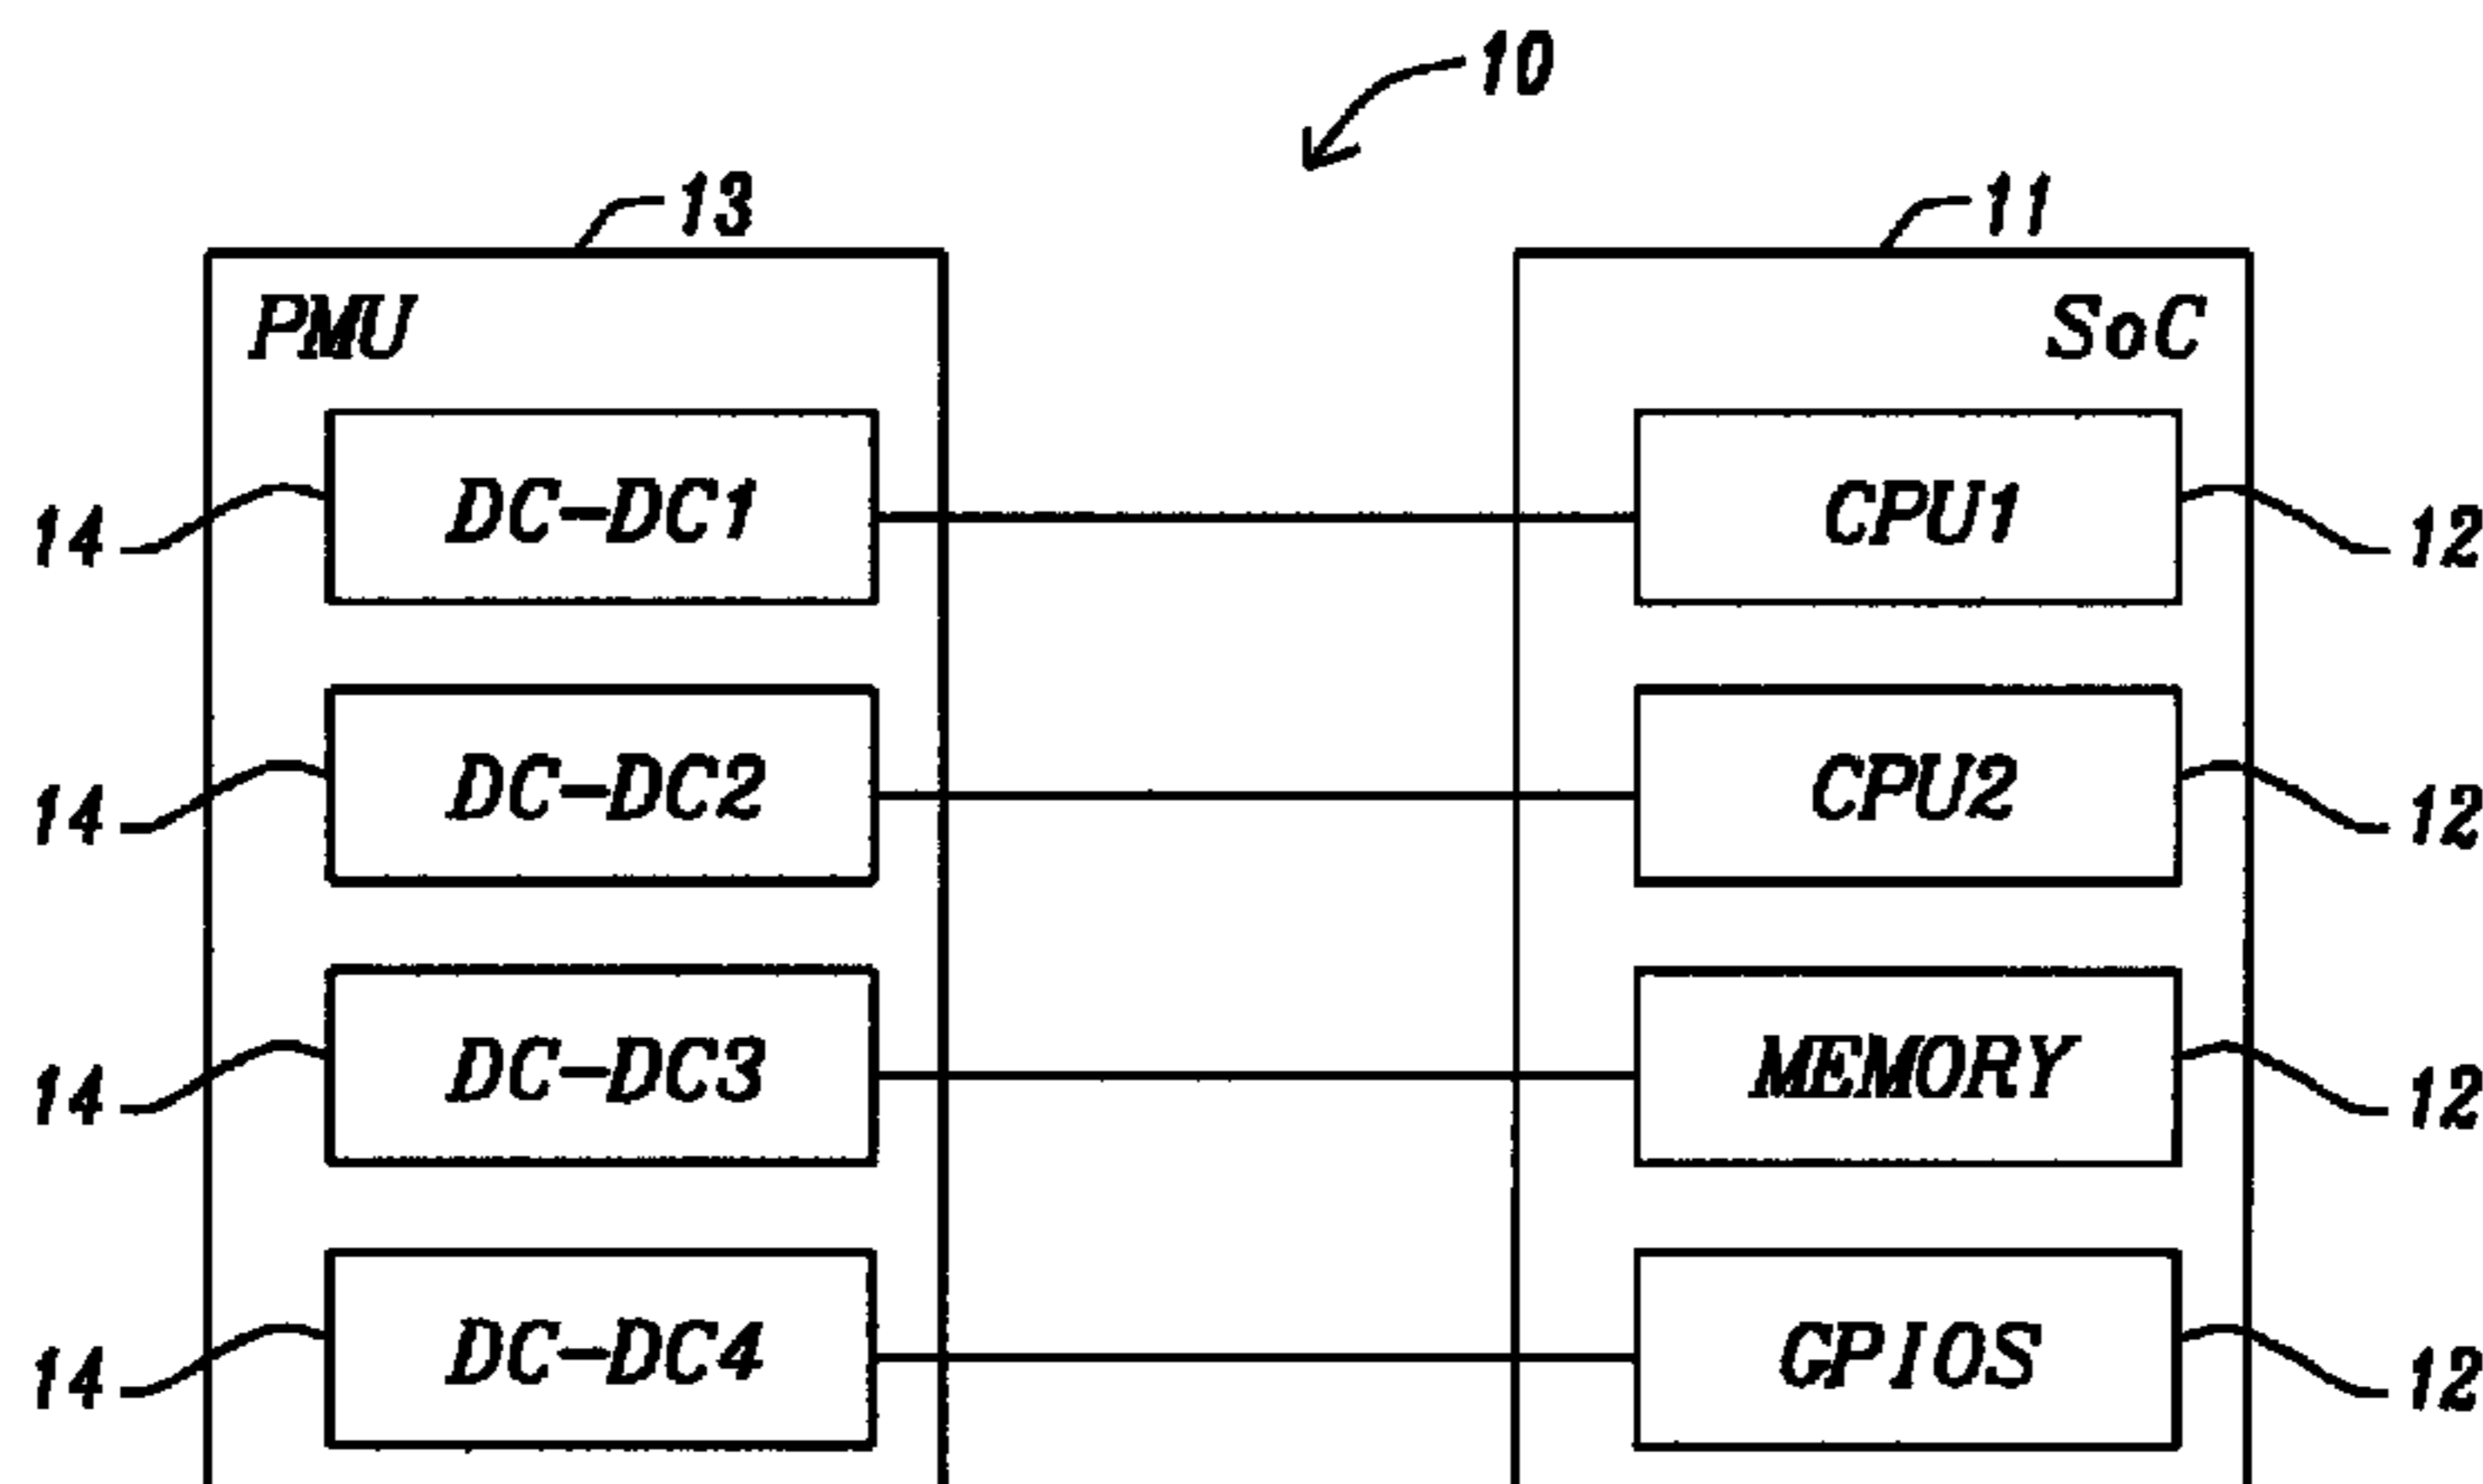 10
13 11
PMU SoC
14 DC-DC1 CPU1 12
14 DC-DC2 CPU2 12
14 DC-DC3 MEMORY 12
14 DC-DC4 GPIOS 12